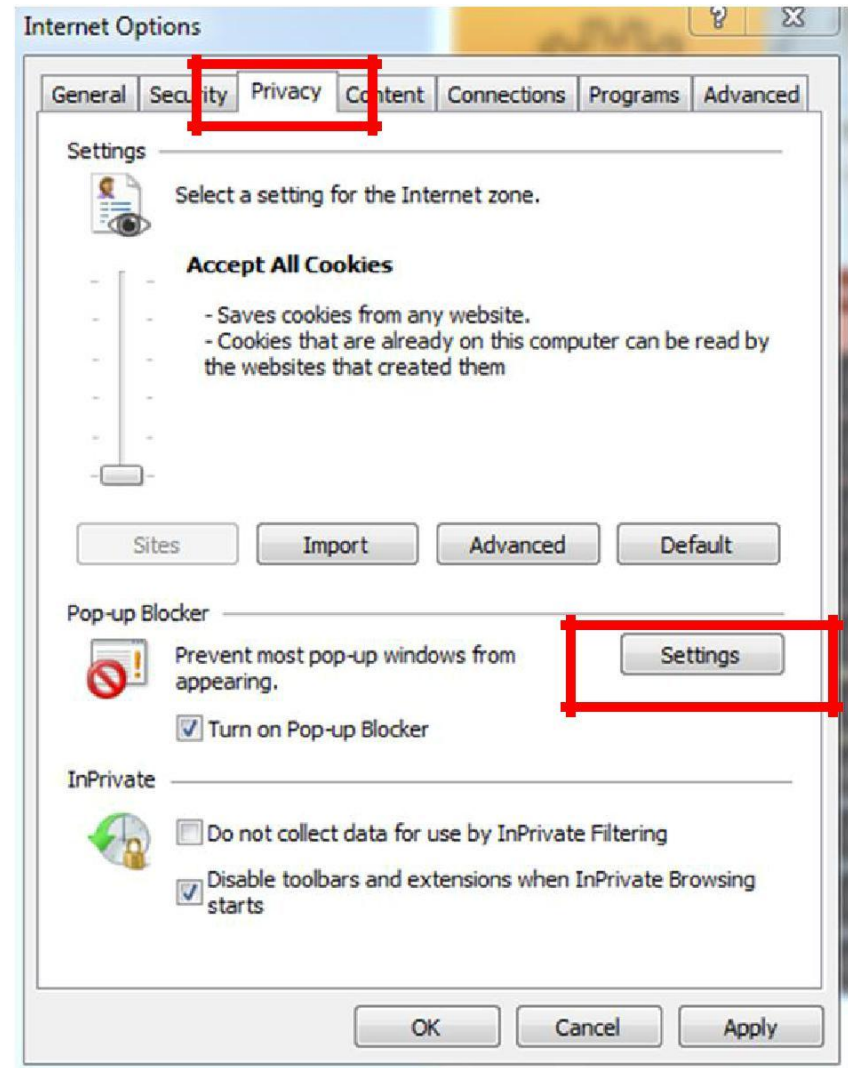 Internet Options
General Security Privacy Content Connections Programs Advanced
Settings
Select a setting for the Internet zone.
Accept All Cookies
- Saves cookies from any website.
- Cookies that are already on this computer can be read by
the websites that created them
Sites Import Advanced Default
Pop-up Blocker
Prevent most pop-up windows from
appearing.
Settings
Turn on Pop-up Blocker
InPrivate
Do not collect data for use by InPrivate Filtering
Disable toolbars and extensions when InPrivate Browsing
starts
OK Cancel Apply